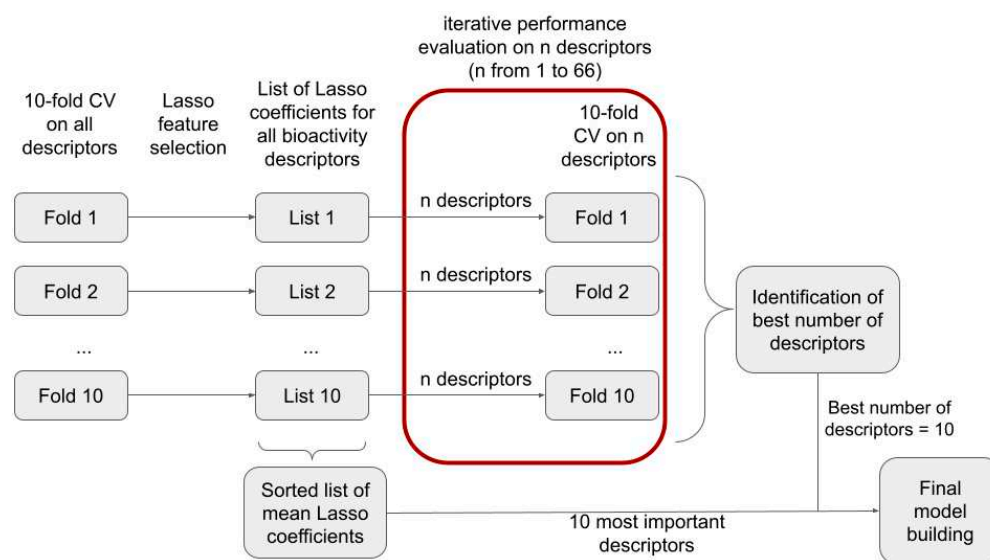 iterative performance
evaluation on n descriptors
(n from 1 to 66)
10-fold CV
on all
descriptors
Lasso
feature
selection
List of Lasso
coefficients for
all bioactivity
descriptors
10-fold
CV on n
descriptors
Fold 1
List 1
n descriptors
Fold 1
Fold 2
List 2
n descriptors
Fold 2
Identification of
best number of
descriptors
...
...
...
Fold 10
List 10
n descriptors
Fold 10
Best number of
descriptors = 10
Sorted list of
mean Lasso
coefficients
10 most important
descriptors
Final
model
building